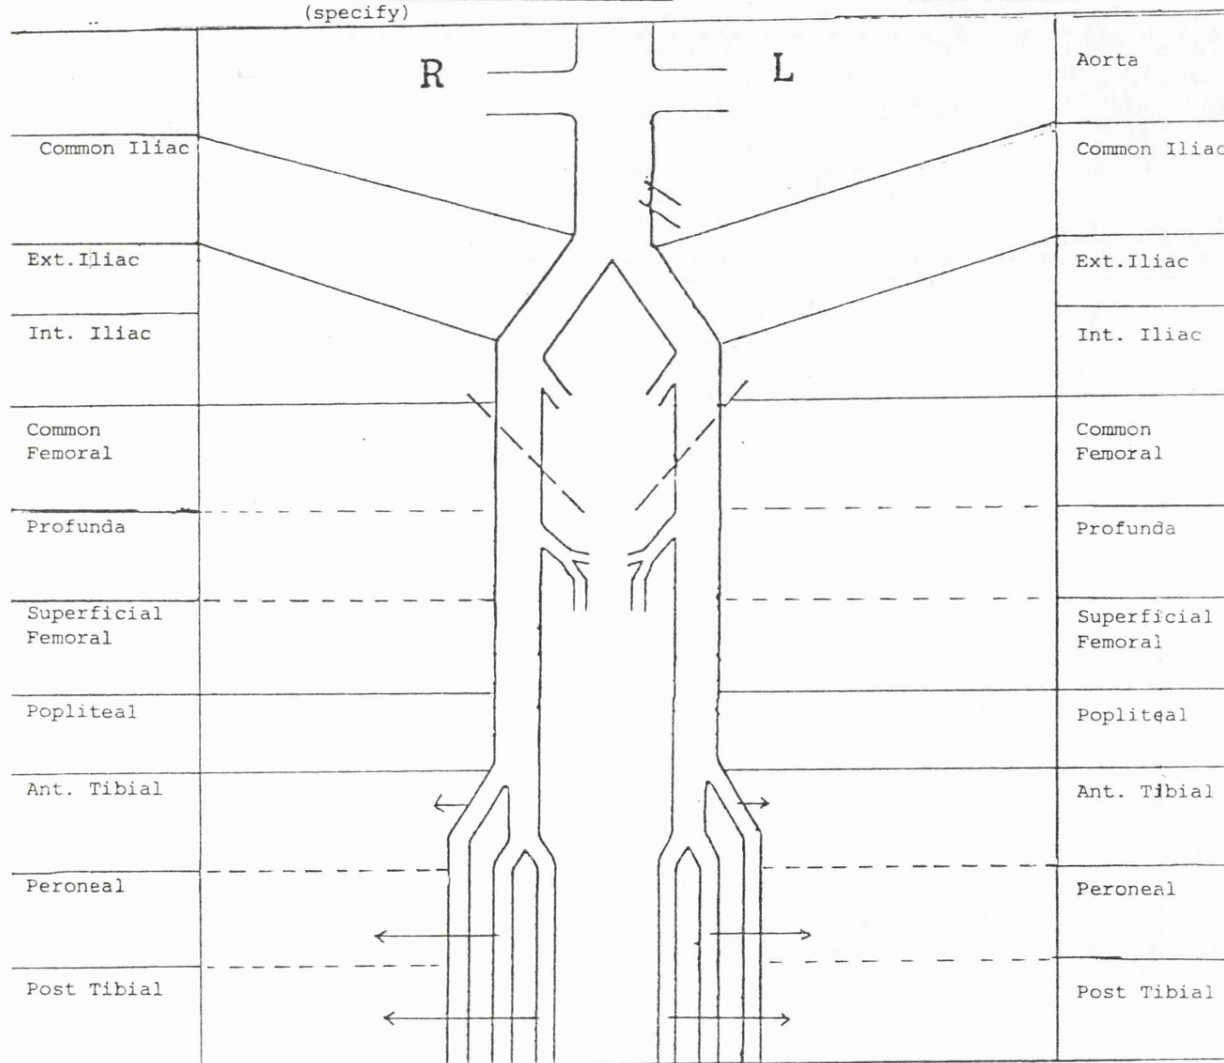 (specify)
R
L
Aorta
Common Iliac
Common Iliac
Ext.Iliac
Ext.Iliac
Int. Iliac
Int. Iliac
Common
Femoral
Common
Femoral
Profunda
Profunda
Superficial
Femoral
Superficial
Femoral
Popliteal
Popliteal
Ant. Tibial
Ant. Tibial
Peroneal
Peroneal
Post Tibial
Post Tibial